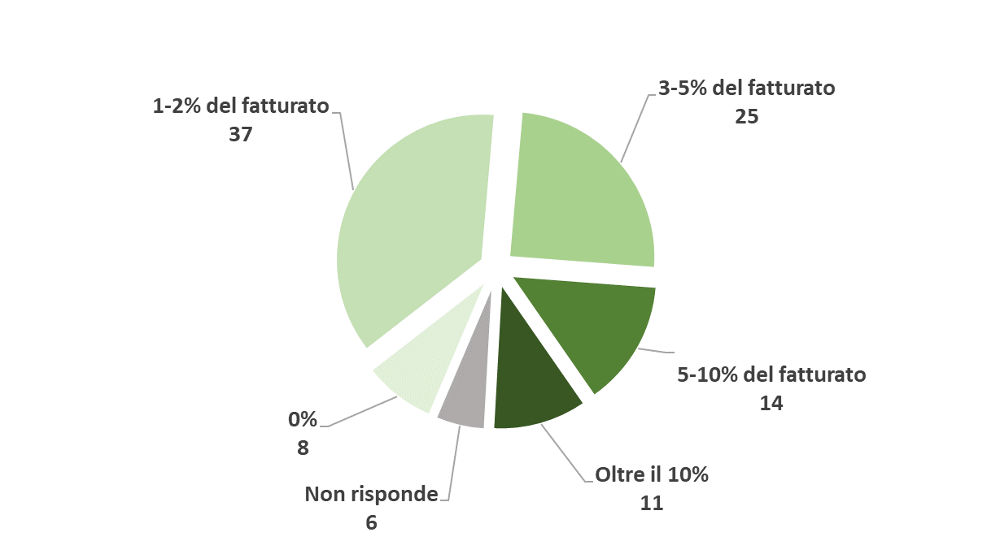 1-2% del fatturato
37
3-5% del fatturato
25
5-10% del fatturato
14
0%
8
Oltre il 10%
11
Non risponde
6